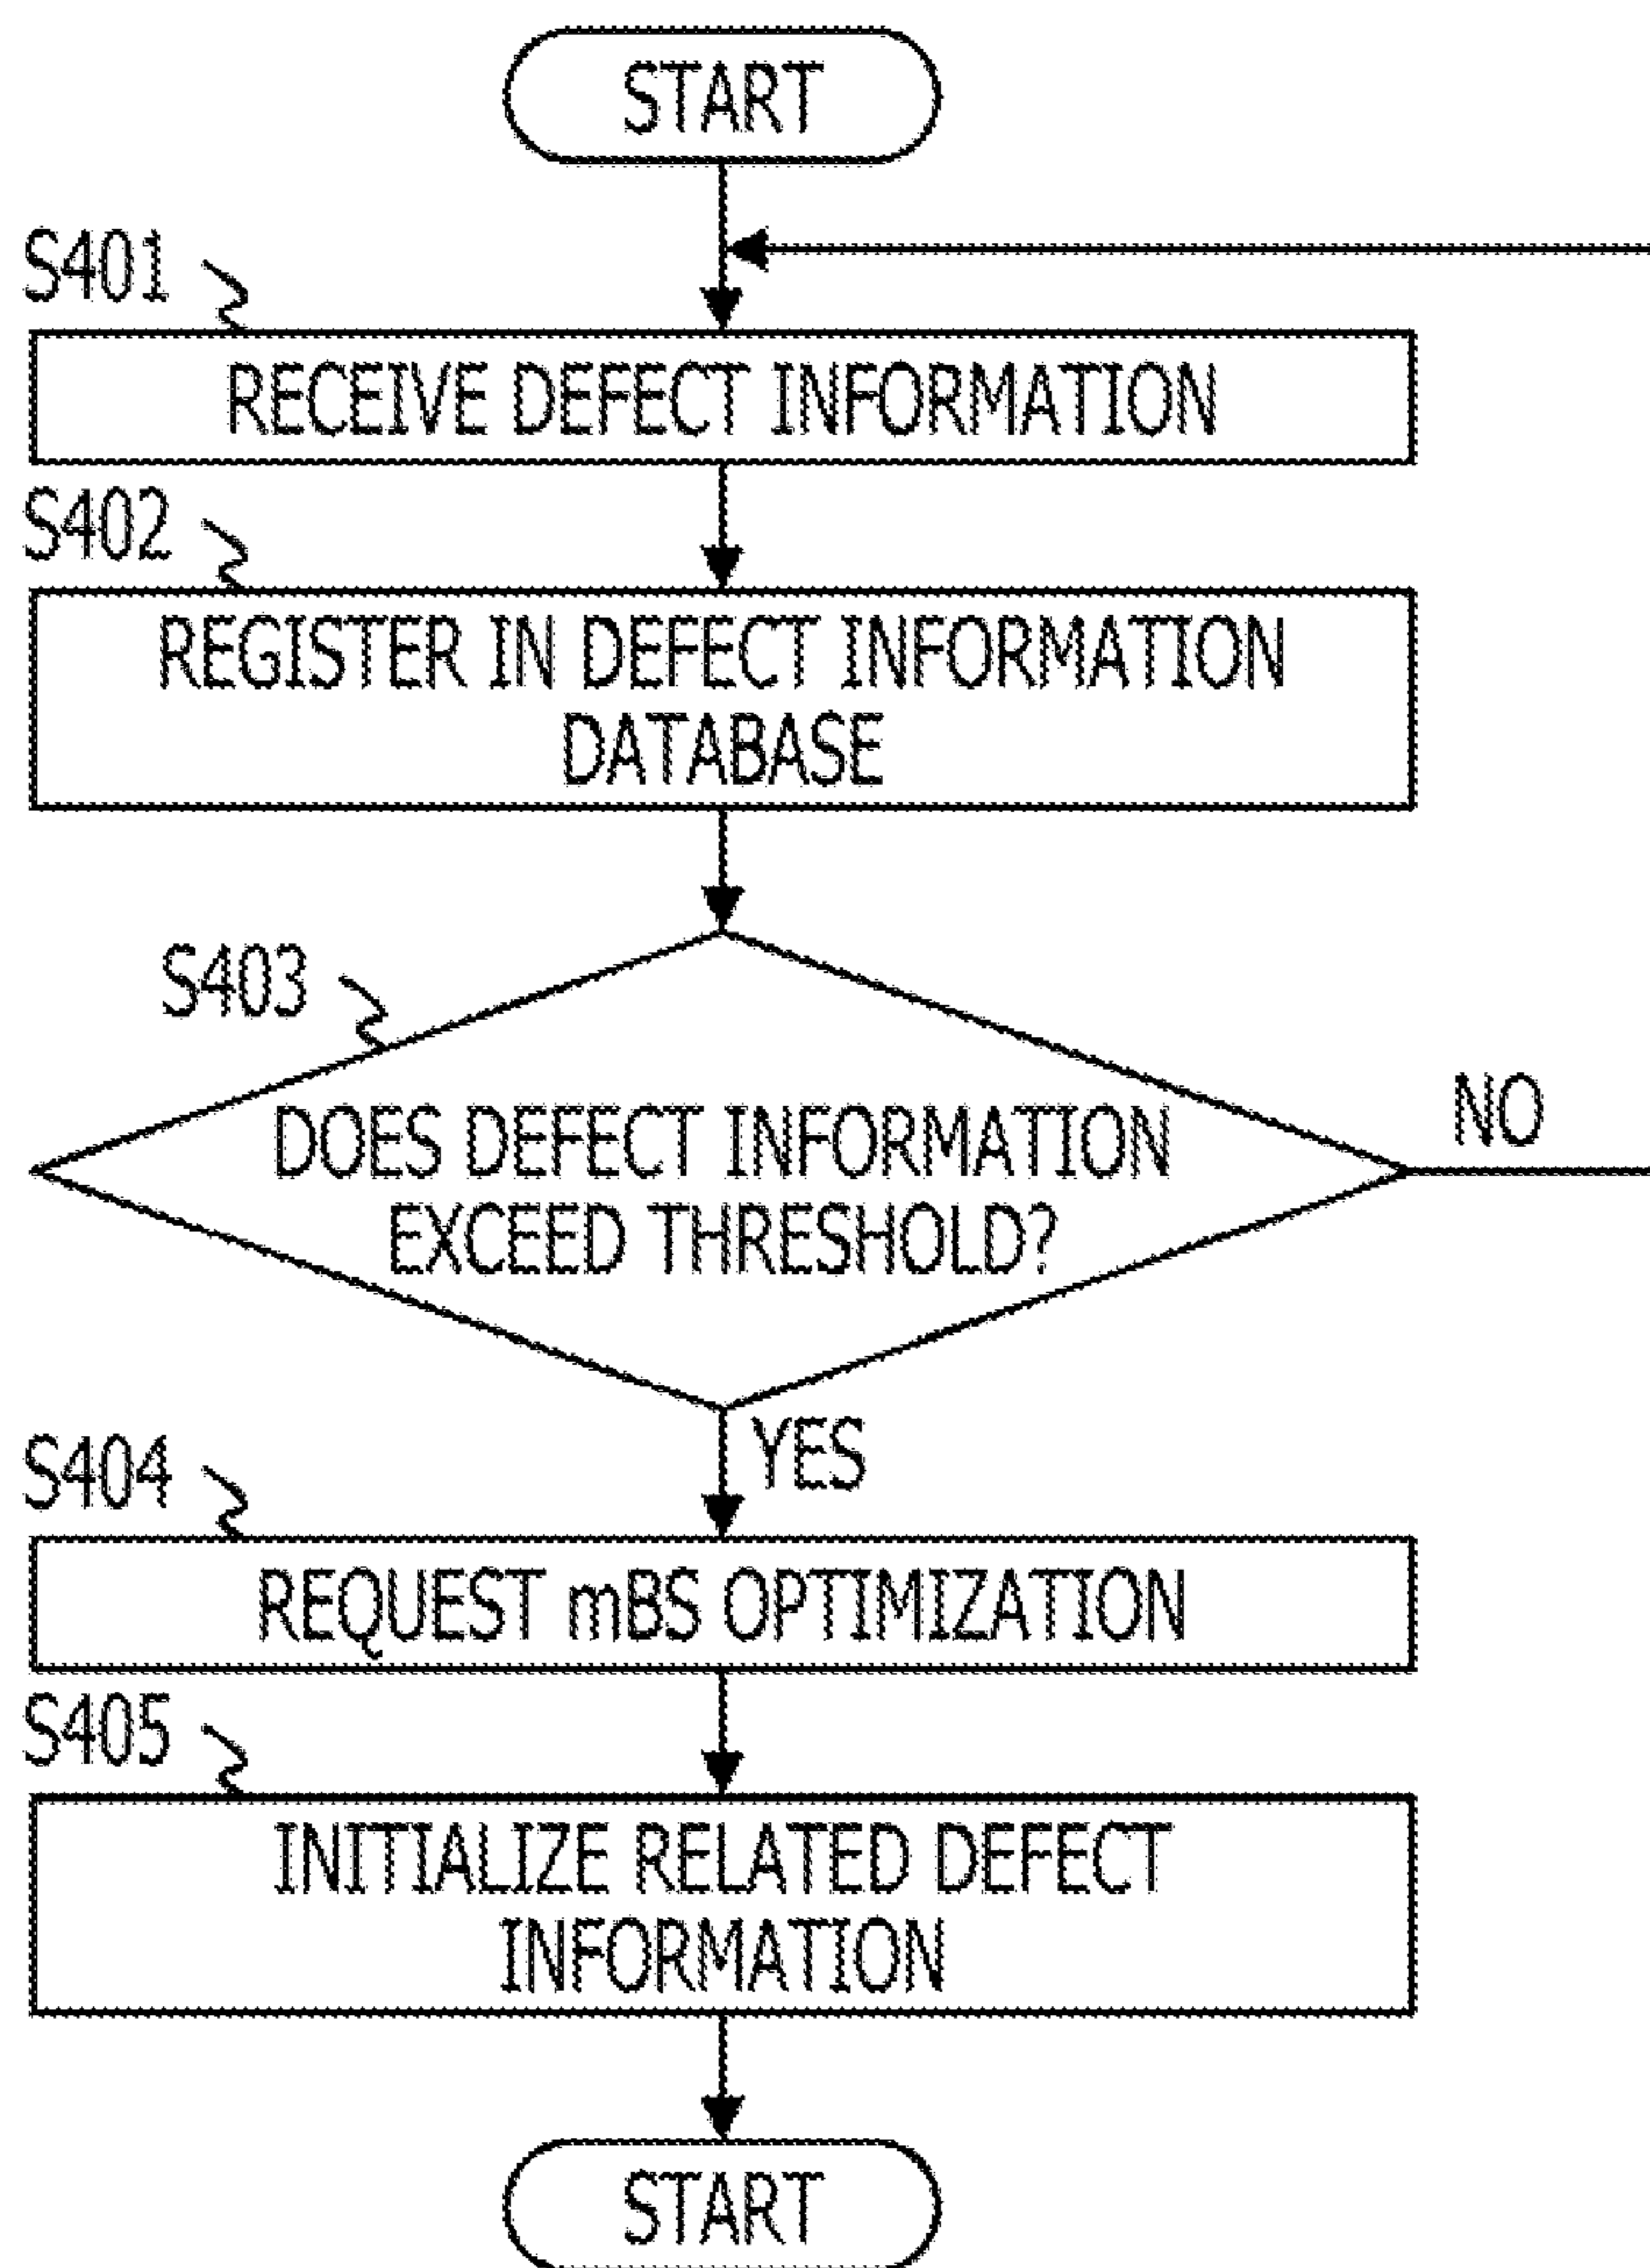 START
S401
RECEIVE DEFECT INFORMATION
S402
REGISTER IN DEFECT INFORMATION
DATABASE
S403
DOES DEFECT INFORMATION
EXCEED THRESHOLD?
NO
YES
S404
REQUEST mBS OPTIMIZATION
S405
INITIALIZE RELATED DEFECT
INFORMATION
START